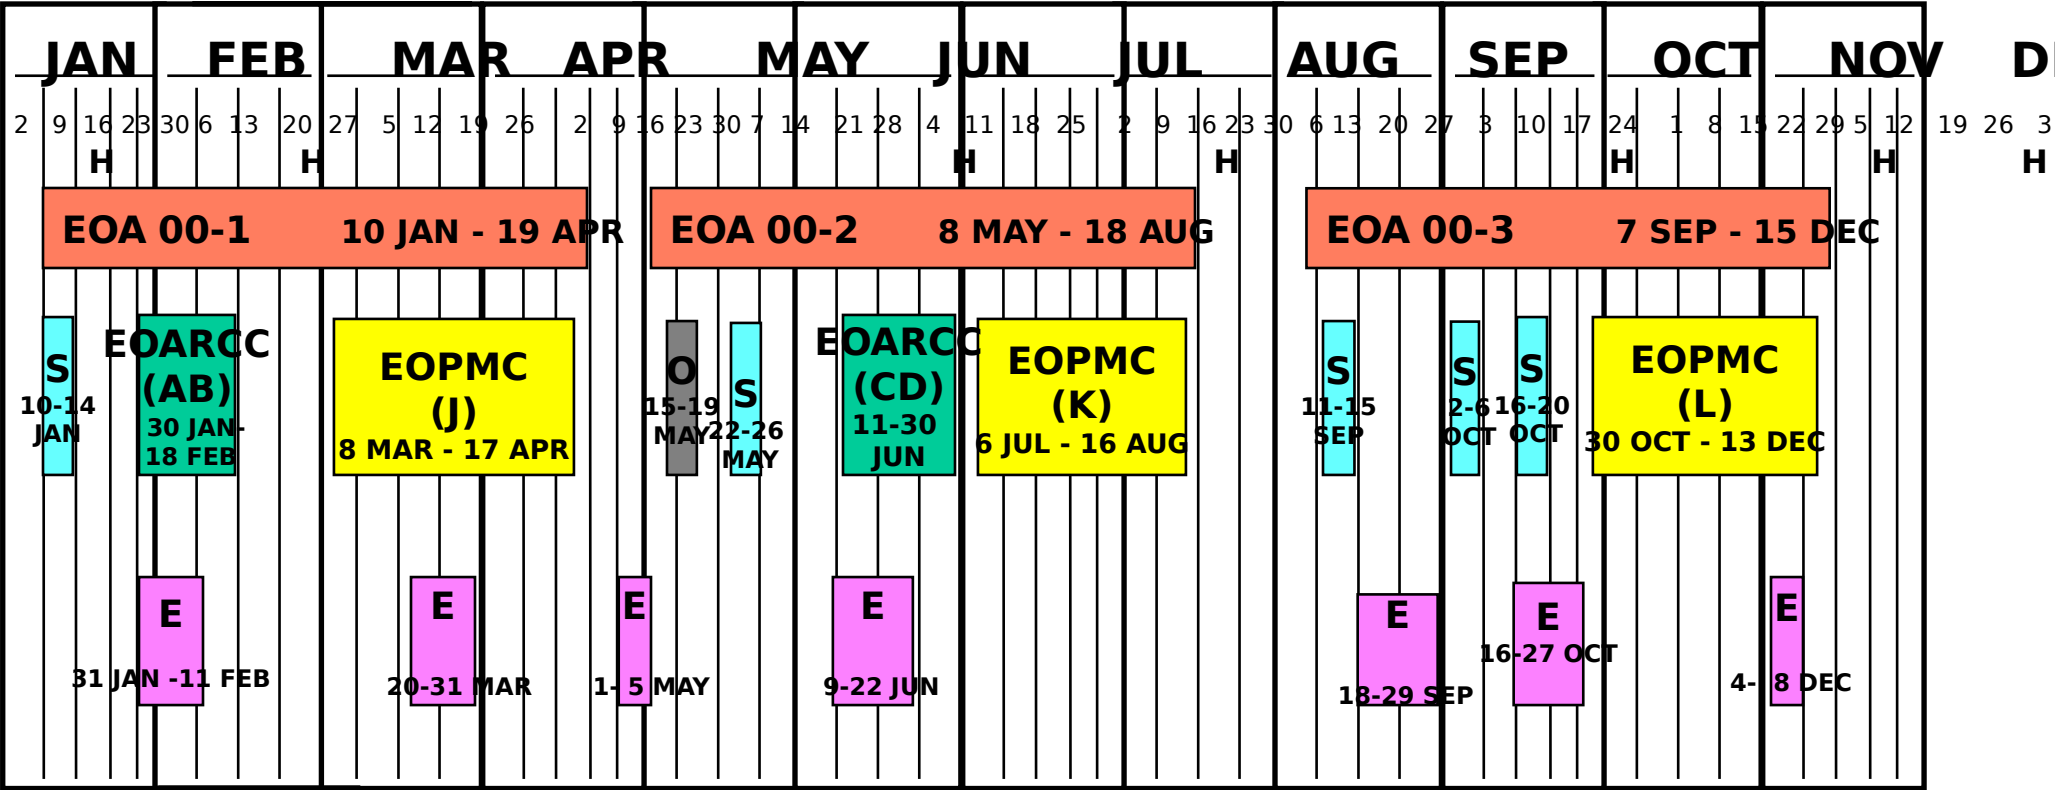 JAN FEB MAR APR MAY JUN JUL AUG SEP OCT NOV
2 9 16 23 30 6 13 20 27 5 12 19 26 2 9 16 23 30 7 14 21 28 4 11 18 25 2 9 16 23 30 6 13 20 27 3 10 17 24 1 8 15 22 29 5 12 19 26 3
H H H H H H H
EOA 00-1 10 JAN - 19 APR EOA 00-2 8 MAY - 18 AUG EOA 00-3 7 SEP - 15 DEC
S
10-14
JAN
EOARCC
(AB)
30 JAN-
18 FEB
EOPMC
(J)
8 MAR - 17 APR
O
15-19
MAY
S
22-26
MAY
EOARCC
(CD)
11-30
JUN
EOPMC
(K)
6 JUL - 16 AUG
S
11-15
SEP
S
2-6
OCT
S
16-20
OCT
EOPMC
(L)
30 OCT - 13 DEC
E
31 JAN -11 FEB
E
20-31 MAR
E
1- 5 MAY
E
9-22 JUN
E
18-29 SEP
E
16-27 OCT
E
4- 8 DEC